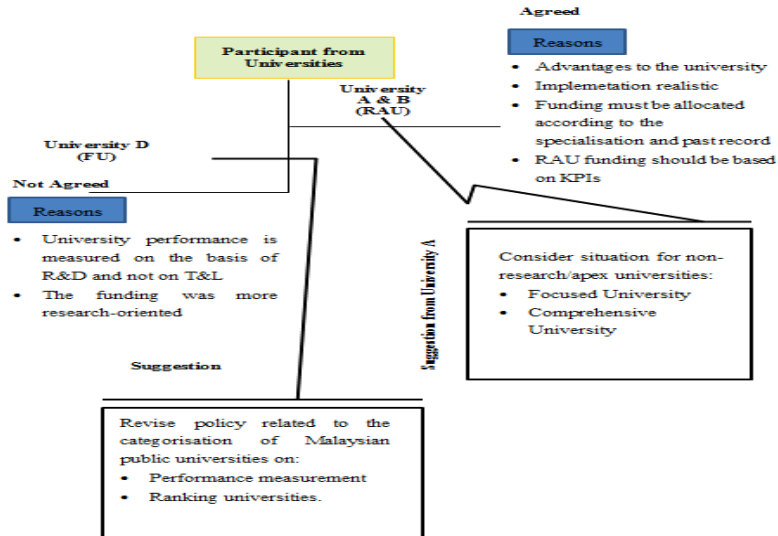 Agreed
Reasons
• Advantages to the university
• Implemetation realistic
• Funding must be allocated
according to the
specialisation and past record
• RAU funding should be based
on KPIs
Participant from
Universities
University
A & B
(RAU)
University D
(FU)
Not Agreed
Reasons
• University performance is
measured on the basis of
R&D and not on T&L
• The funding was more
research-oriented
Suggestion from University A
Consider situation for non-
research/apex universities:
• Focused University
• Comprehensive
University
Suggestion
Revise policy related to the
categorisation of Malaysian
public universities on:
• Performance measurement
• Ranking universities.